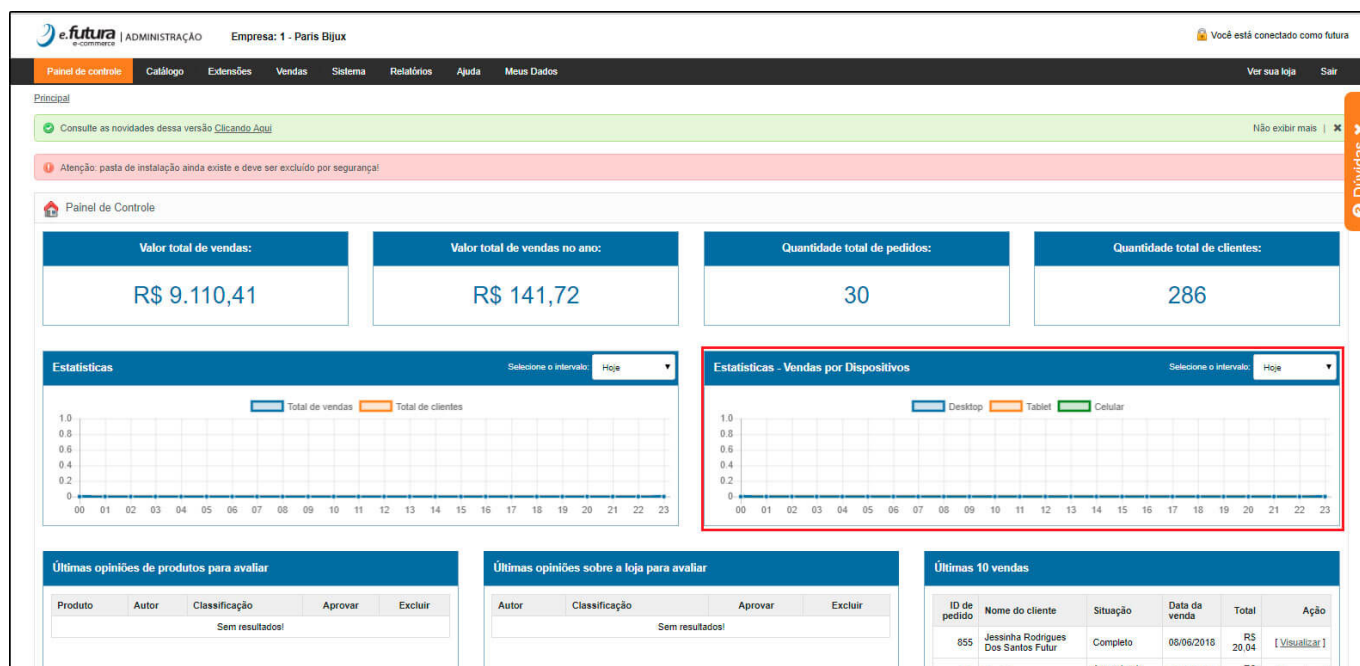 e.futura e-commerce | ADMINISTRAÇÃO Empresa: 1 - Paris Bijux Você está conectado como futura
Painel de controle Catálogo Extensões Vendas Sistema Relatórios Ajuda Meus Dados Ver sua loja Sair
Principal
Consulte as novidades dessa versão Clicando Aqui Não exibir mais |
Atenção: pasta de instalação ainda existe e deve ser excluído por segurança!
Dúvidas
Painel de Controle
Valor total de vendas: Valor total de vendas no ano: Quantidade total de pedidos: Quantidade total de clientes:
R$ 9.110,41 R$ 141,72 30 286
Estatisticas Selecione o intervalo: Hoje Estatisticas - Vendas por Dispositivos Selecione o intervalo: Hoje
Total de vendas Total de clientes Desktop Tablet Celular
1.0 1.0
0.8 0.8
0.6 0.6
0.4 0.4
0.2 0.2
0 0
00 01 02 03 04 05 06 07 08 09 10 11 12 13 14 15 16 17 18 19 20 21 22 23 00 01 02 03 04 05 06 07 08 09 10 11 12 13 14 15 16 17 18 19 20 21 22 23
Últimas opiniões de produtos para avaliar Últimas opiniões sobre a loja para avaliar Últimas 10 vendas
Produto Autor Classificação Aprovar Excluir Autor Classificação Aprovar Excluir ID de pedido Nome do cliente Situação Data da venda Total Ação
Sem resultados! Sem resultados!
855 Jessinha Rodrigues Dos Santos Futur Completo 08/06/2018 R$ 20,04 [ Visualizar ]